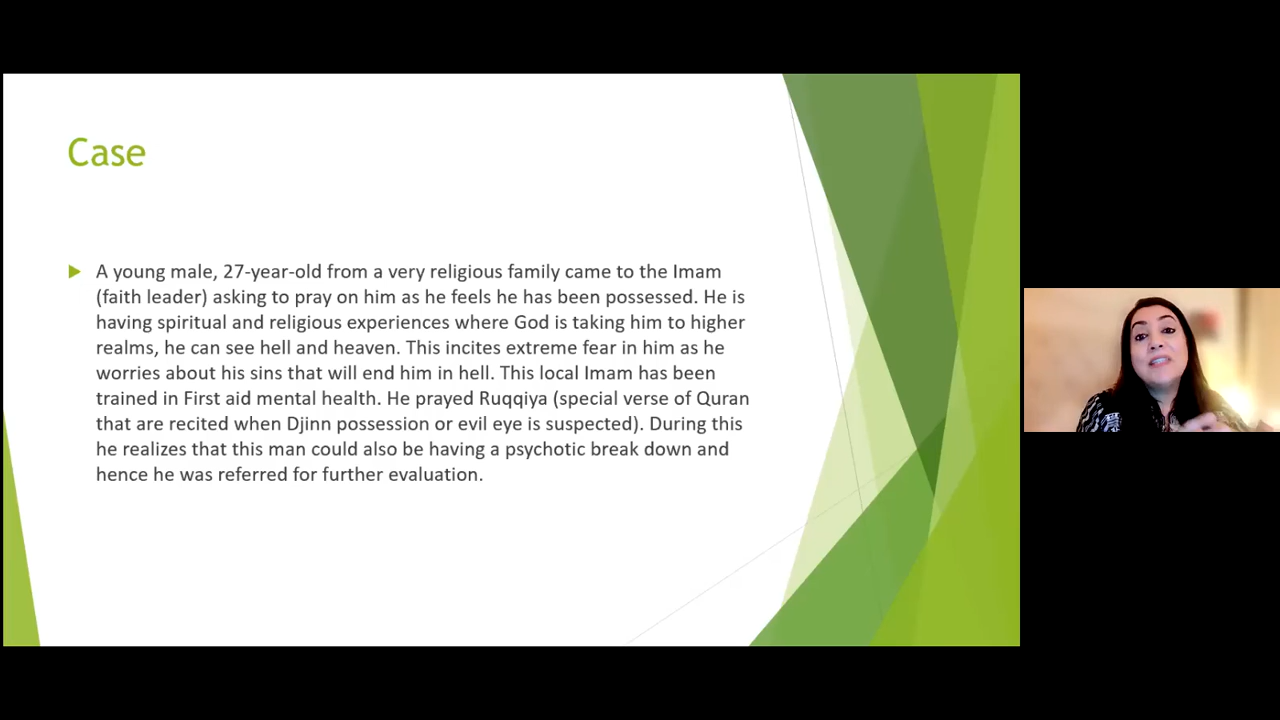 Case
A young male, 27-year-old from a very religious family came to the Imam
(faith leader) asking to pray on him as he feels he has been possessed. He is
having spiritual and religious experiences where God is taking him to higher
realms, he can see hell and heaven. This incites extreme fear in him as he
worries about his sins that will end him in hell. This local Imam has been
trained in First aid mental health. He prayed Ruqqiya (special verse of Quran
that are recited when Djinn possession or evil eye is suspected). During this
he realizes that this man could also be having a psychotic break down and
hence he was referred for further evaluation.